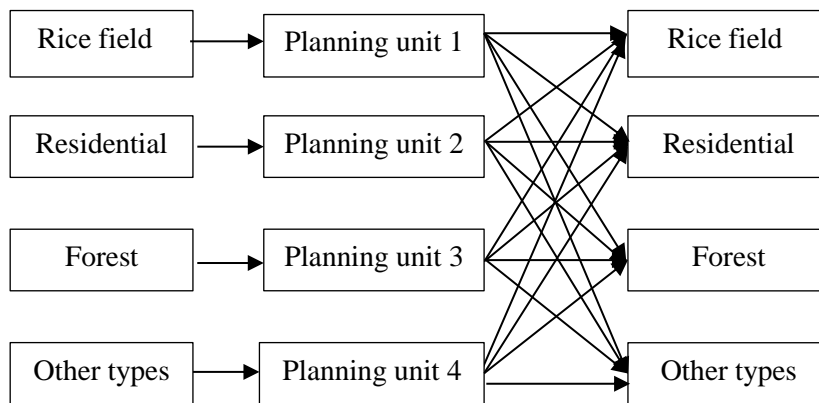 Rice field Planning unit 1 Rice field
Residential Planning unit 2 Residential
Forest Planning unit 3 Forest
Other types Planning unit 4 Other types